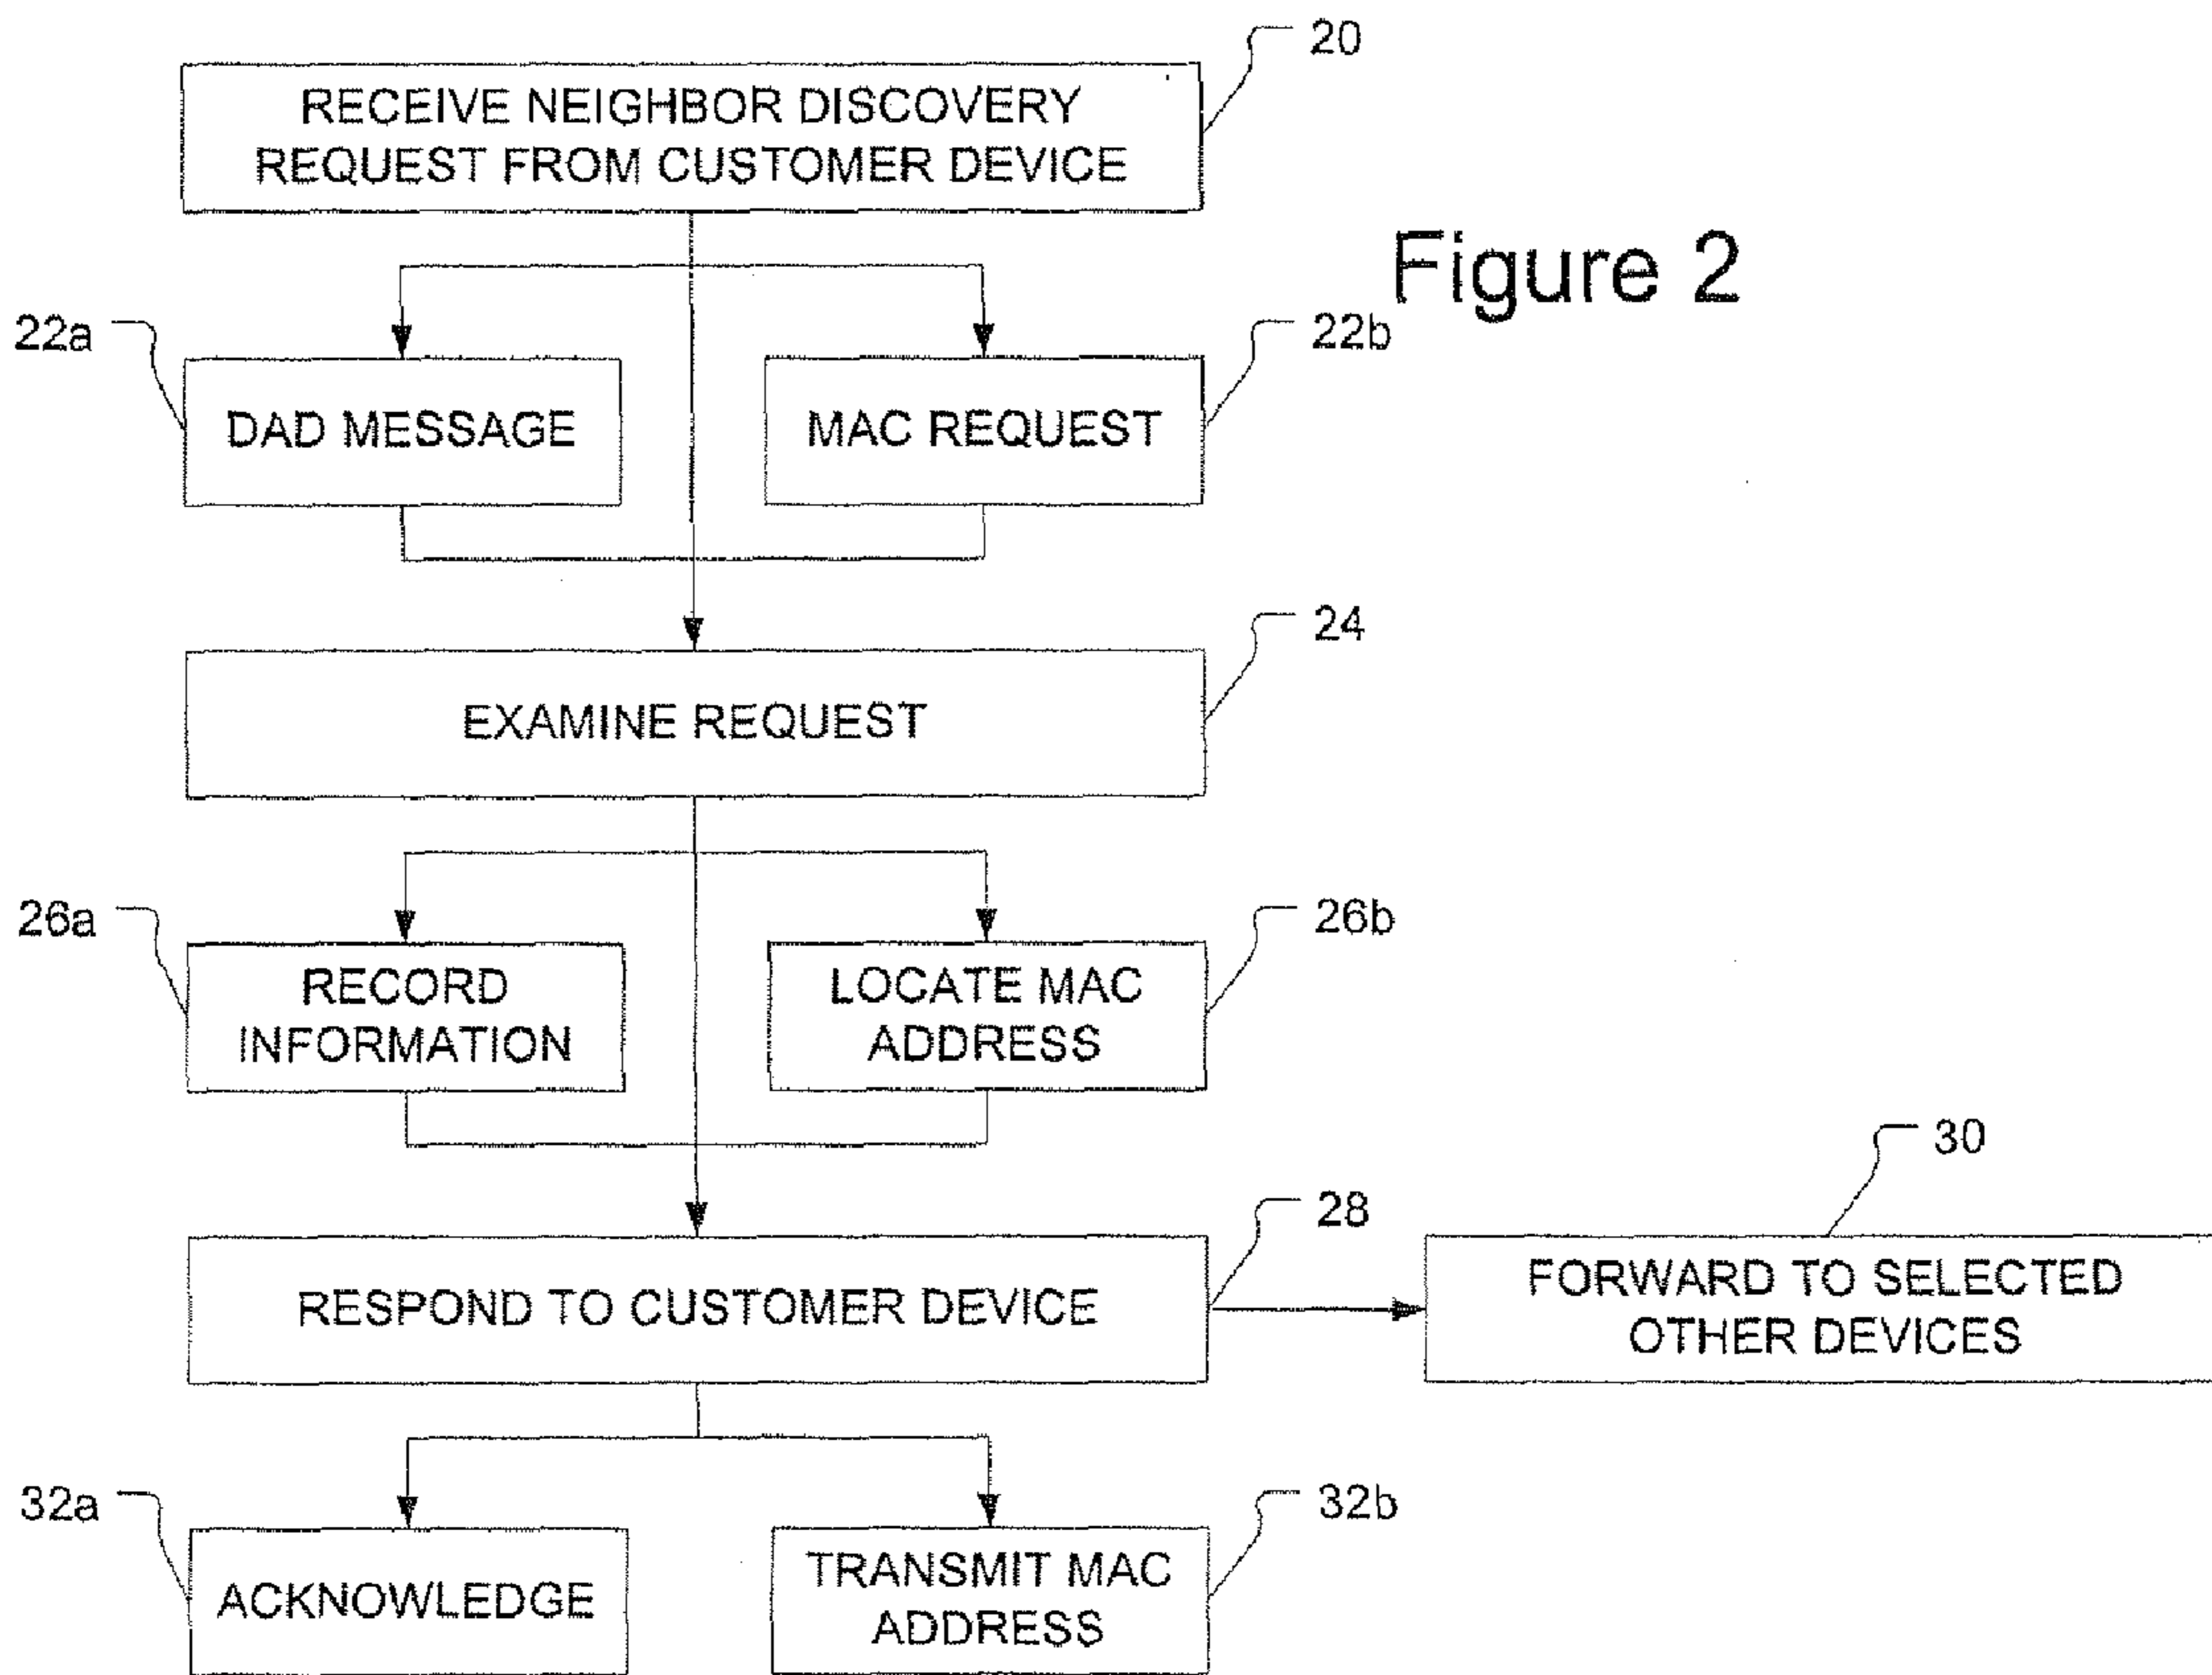 20
RECEIVE NEIGHBOR DISCOVERY
REQUEST FROM CUSTOMER DEVICE
Figure 2
22a
22b
DAD MESSAGE
MAC REQUEST
24
EXAMINE REQUEST
26a
26b
RECORD
INFORMATION
LOCATE MAC
ADDRESS
30
28
RESPOND TO CUSTOMER DEVICE
FORWARD TO SELECTED
OTHER DEVICES
32a
32b
ACKNOWLEDGE
TRANSMIT MAC
ADDRESS